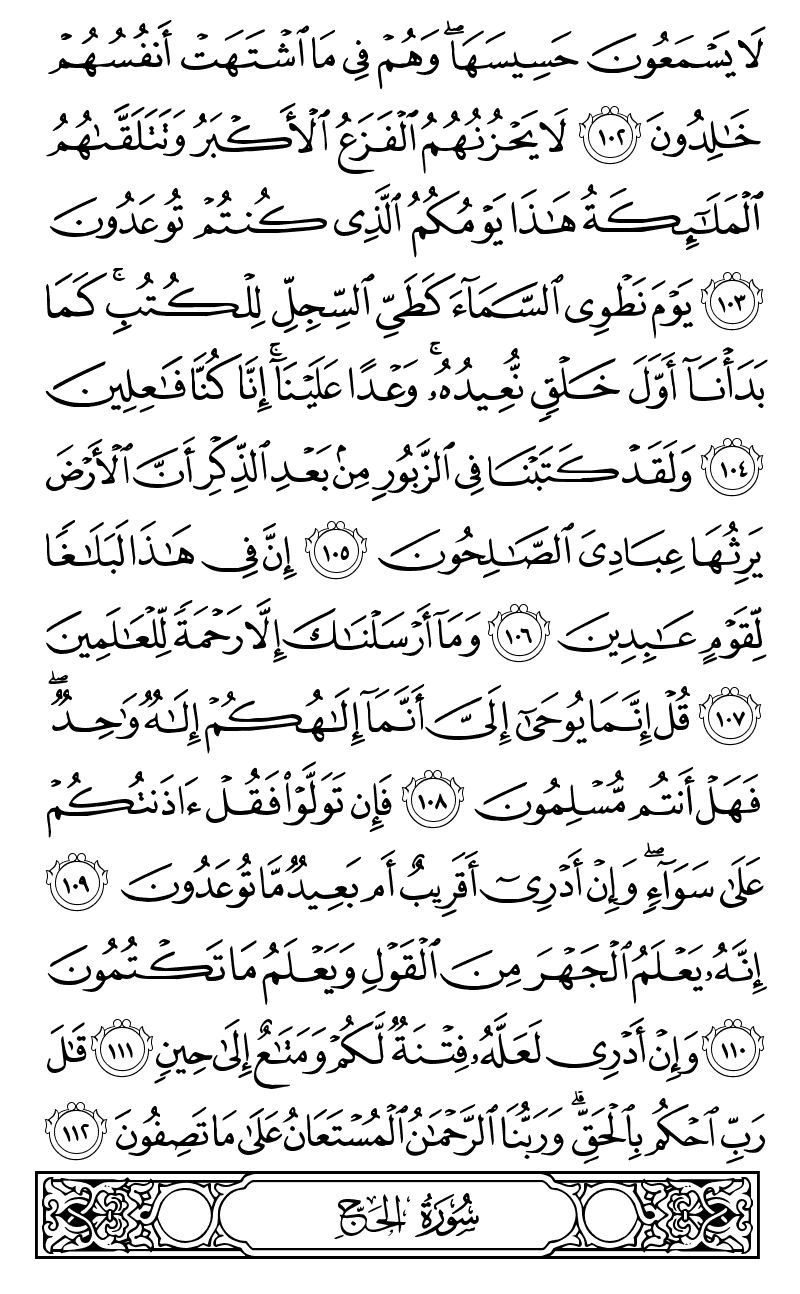 لَا يَسْمَعُونَ حَسِيسَهَا ۖ وَهُمْ فِي مَا ٱشْتَهَتْ أَنفُسُهُمْ
خَٰلِدُونَ ١٠٢ لَا يَحْزُنُهُمُ ٱلْفَزَعُ ٱلْأَكْبَرُ وَتَتَلَقَّىٰهُمُ
ٱلْمَلَٰٓئِكَةُ هَٰذَا يَوْمُكُمُ ٱلَّذِى كُنتُمْ تُوعَدُونَ
١٠٣ يَوْمَ نَطْوِى ٱلسَّمَآءَ كَطَىِّ ٱلسِّجِلِّ لِلْكُتُبِ ۚ كَمَا
بَدَأْنَآ أَوَّلَ خَلْقٍ نُّعِيدُهُۥ ۚ وَعْدًا عَلَيْنَآ ۚ إِنَّا كُنَّا فَٰعِلِينَ
١٠٤ وَلَقَدْ كَتَبْنَا فِى ٱلزَّبُورِ مِنۢ بَعْدِ ٱلذِّكْرِ أَنَّ ٱلْأَرْضَ
يَرِثُهَا عِبَادِىَ ٱلصَّٰلِحُونَ ١٠٥ إِنَّ فِى هَٰذَا لَبَلَٰغًا
لِّقَوْمٍ عَٰبِدِينَ ١٠٦ وَمَآ أَرْسَلْنَٰكَ إِلَّا رَحْمَةً لِّلْعَٰلَمِينَ
١٠٧ قُلْ إِنَّمَا يُوحَىٰٓ إِلَىَّ أَنَّمَآ إِلَٰهُكُمْ إِلَٰهٌ وَٰحِدٌ ۖ
فَهَلْ أَنتُم مُّسْلِمُونَ ١٠٨ فَإِن تَوَلَّوْا۟ فَقُلْ ءَاذَنتُكُمْ
عَلَىٰ سَوَآءٍ ۖ وَإِنْ أَدْرِىٓ أَقَرِيبٌ أَم بَعِيدٌ مَّا تُوعَدُونَ ١٠٩
إِنَّهُۥ يَعْلَمُ ٱلْجَهْرَ مِنَ ٱلْقَوْلِ وَيَعْلَمُ مَا تَكْتُمُونَ
١١٠ وَإِنْ أَدْرِى لَعَلَّهُۥ فِتْنَةٌ لَّكُمْ وَمَتَٰعٌ إِلَىٰ حِينٍ ١١١ قَٰلَ
رَبِّ ٱحْكُم بِٱلْحَقِّ ۗ وَرَبُّنَا ٱلرَّحْمَٰنُ ٱلْمُسْتَعَانُ عَلَىٰ مَا تَصِفُونَ ١١٢
سُورَةُ الحَجِّ